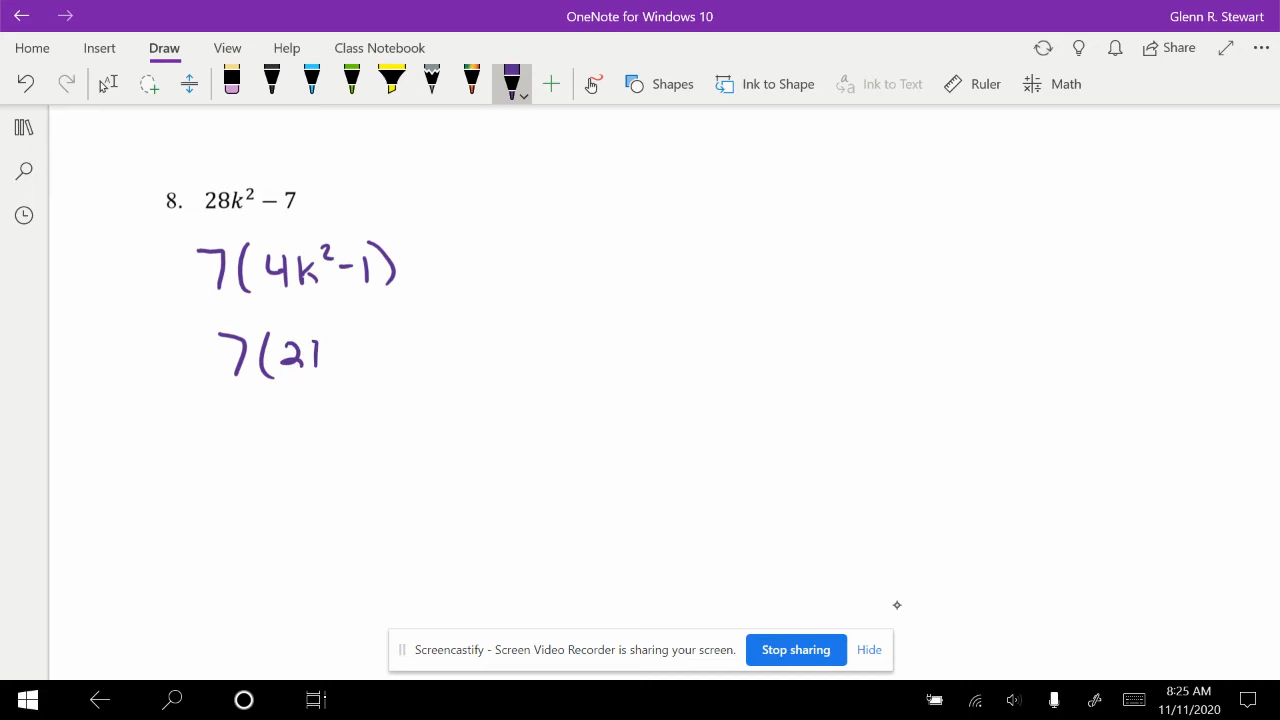 OneNote for Windows 10
Glenn R. Stewart
Home Insert Draw View Help Class Notebook
Share
Shapes Ink to Shape Ink to Text Ruler Math
8. 28k² − 7
7(4k²-1)
7(2
Screencastify - Screen Video Recorder is sharing your screen. Stop sharing Hide
8:25 AM
11/11/2020